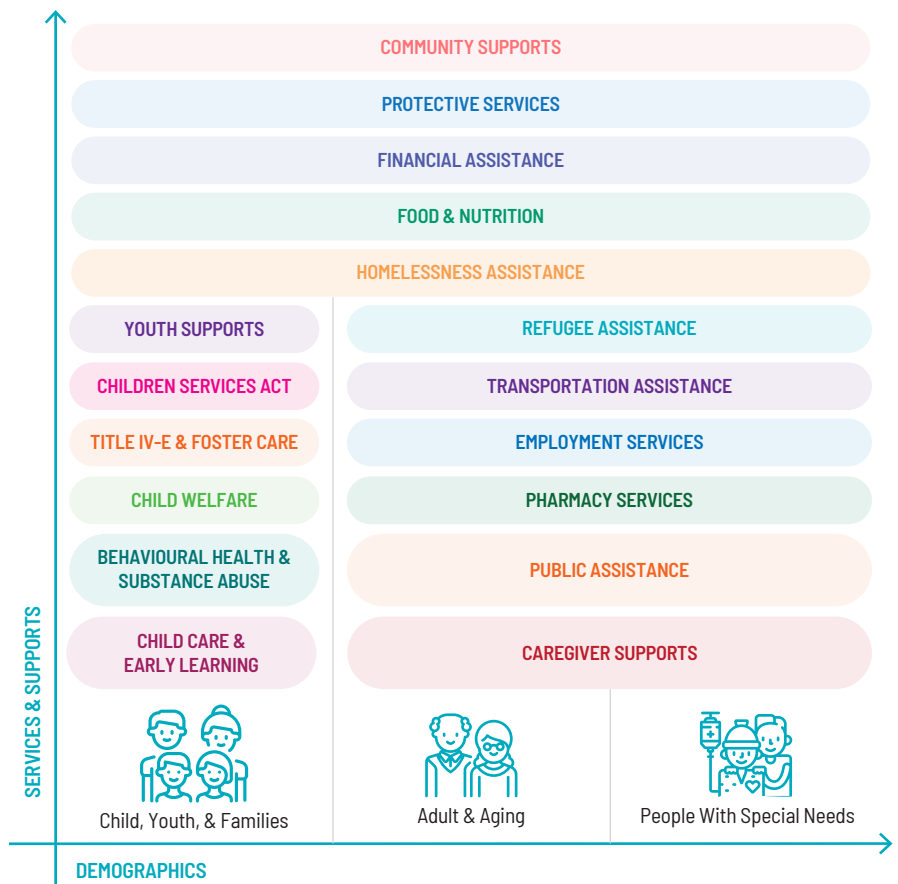 COMMUNITY SUPPORTS
PROTECTIVE SERVICES
FINANCIAL ASSISTANCE
FOOD & NUTRITION
HOMELESSNESS ASSISTANCE
YOUTH SUPPORTS
REFUGEE ASSISTANCE
CHILDREN SERVICES ACT
TRANSPORTATION ASSISTANCE
TITLE IV-E & FOSTER CARE
EMPLOYMENT SERVICES
CHILD WELFARE
PHARMACY SERVICES
BEHAVIOURAL HEALTH &
SUBSTANCE ABUSE
PUBLIC ASSISTANCE
CHILD CARE &
EARLY LEARNING
CAREGIVER SUPPORTS
SERVICES & SUPPORTS
Child, Youth, & Families
Adult & Aging
People With Special Needs
DEMOGRAPHICS